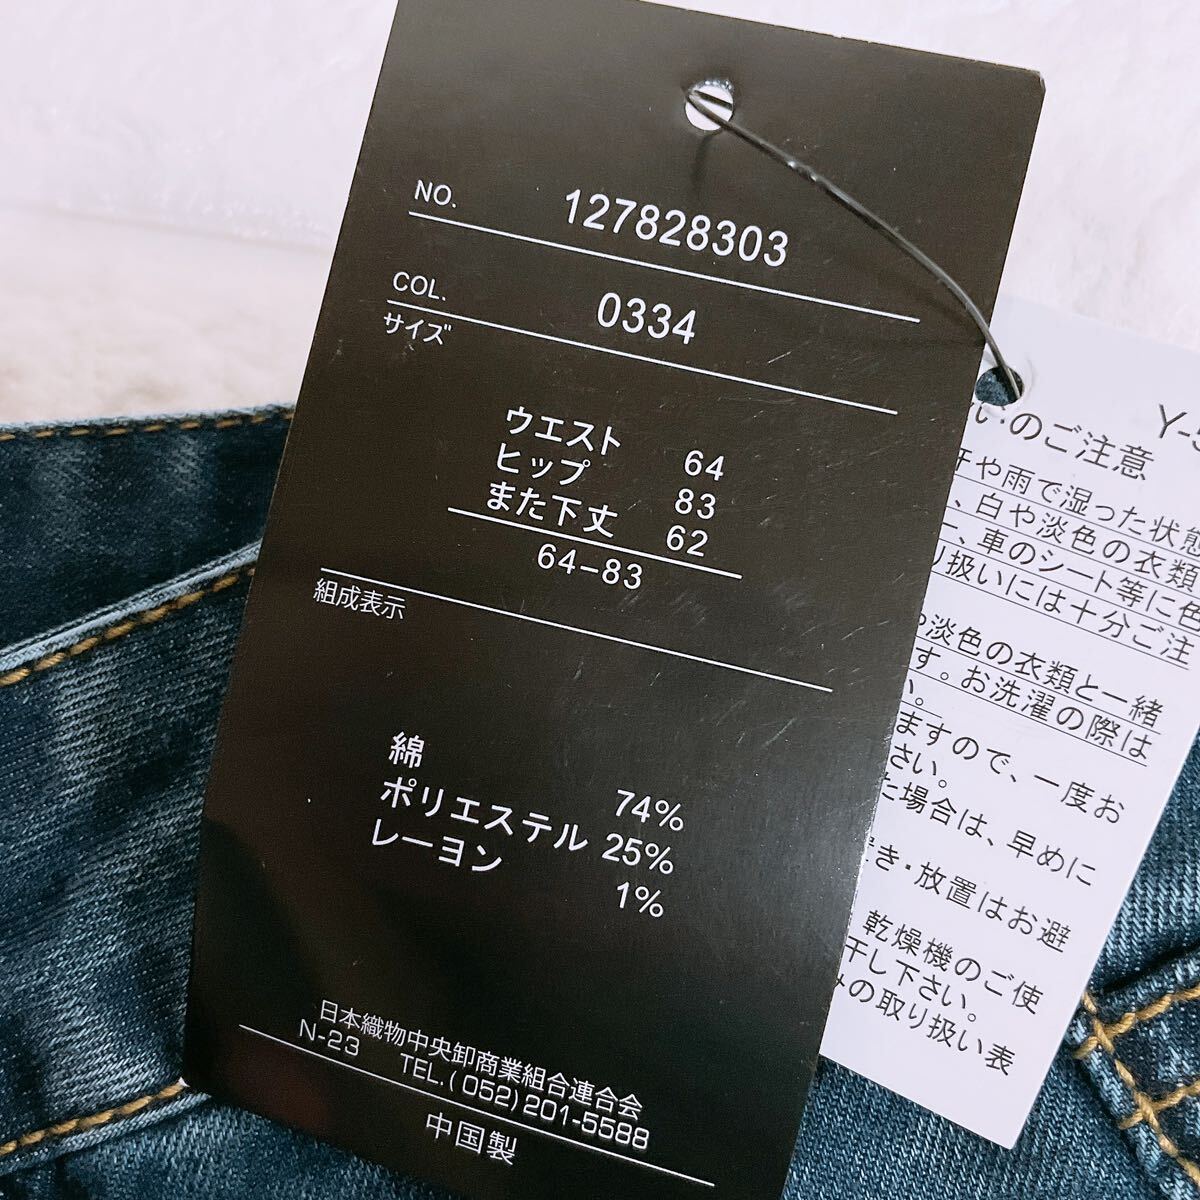 NO. 127828303
COL. 0334
サイズ
ウエスト 64
ヒップ 83
また下丈 62
64-83
組成表示
綿 74%
ポリエステル 25%
レーヨン 1%
日本織物中央卸商業組合連合会
N-23 TEL.(052)201-5588
中国製
いのご注意
や雨で湿った状態
、白や淡色の衣類
、車のシート等に色
り扱いには十分ご注
や淡色の衣類と一緒
す。お洗濯の際は
い。
ますので、一度お
さい。
た場合は、早めに
き・放置はお避
乾燥機のご使
干し下さい。
みの取り扱い表